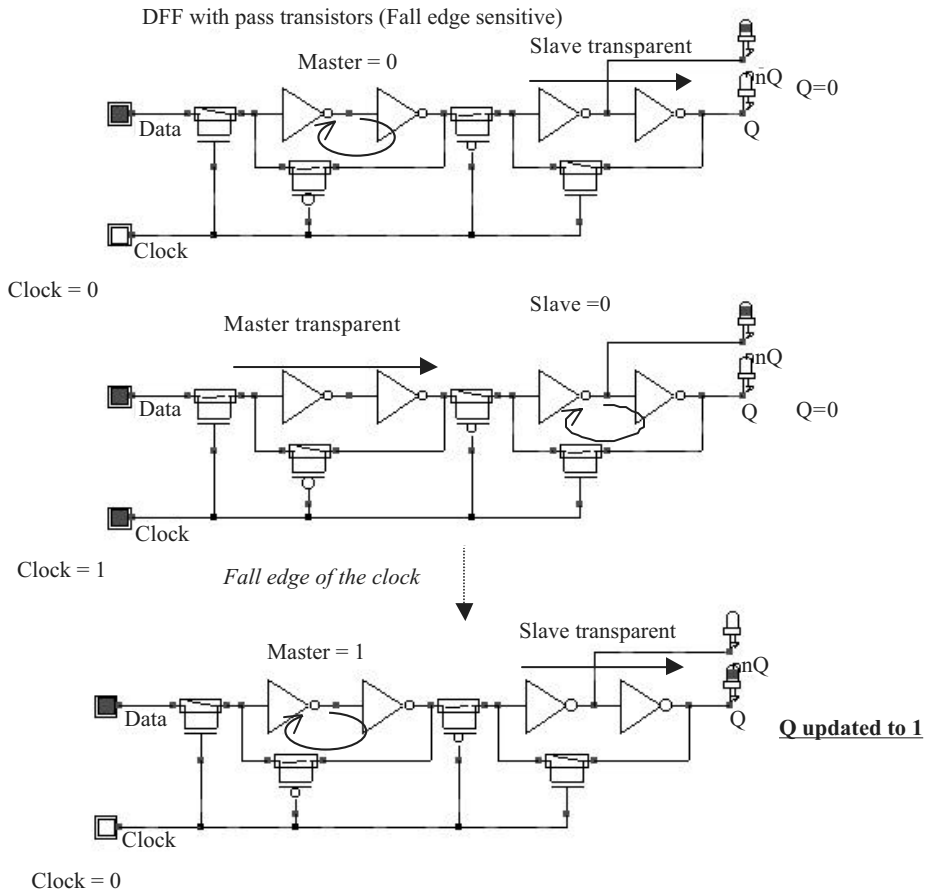 DFF with pass transistors (Fall edge sensitive)
Master = 0
Slave transparent
nQ
Q=0
Data
Q
Clock
Clock = 0
Master transparent
Slave =0
nQ
Data
Q
Q=0
Clock
Clock = 1
Fall edge of the clock
Master = 1
Slave transparent
nQ
Data
Q
Q updated to 1
Clock
Clock = 0